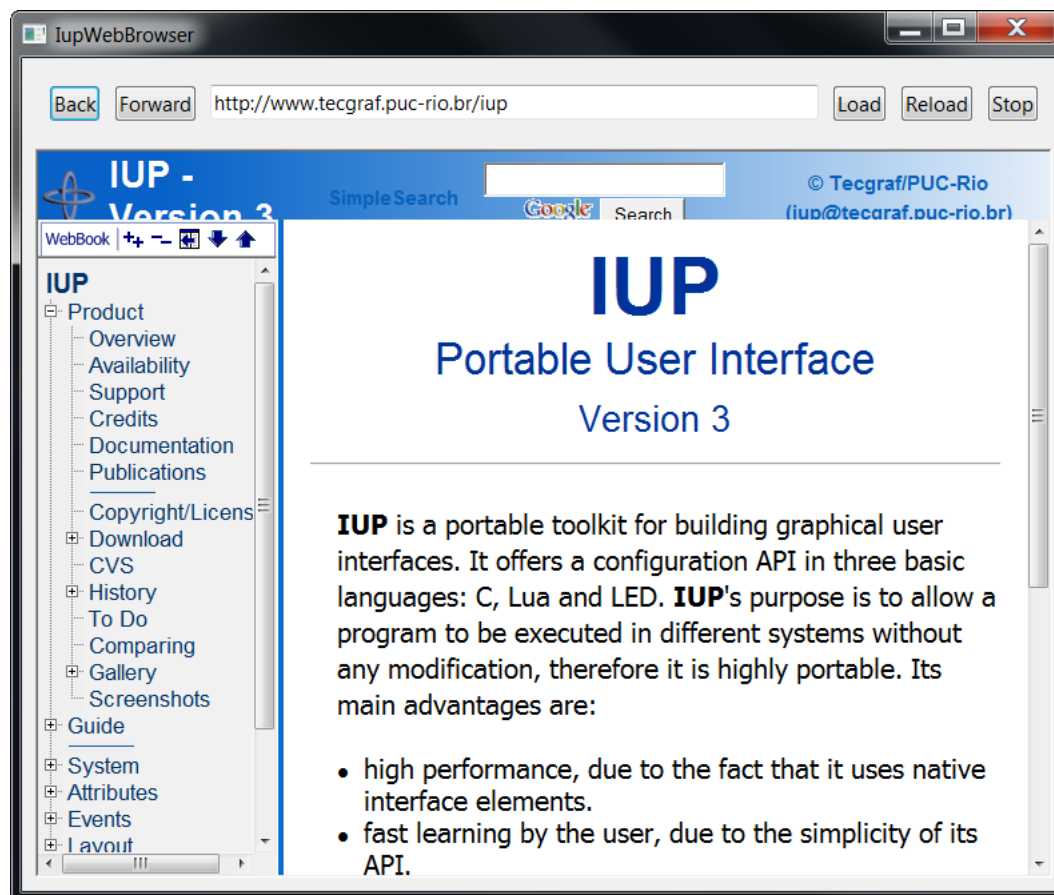 IupWebBrowser
Back Forward http://www.tecgraf.puc-rio.br/iup Load Reload Stop
IUP -
Version 3
SimpleSearch
Google Search
© Tecgraf/PUC-Rio
(iup@tecgraf.puc-rio.br)
WebBook
IUP
Product
Overview
Availability
Support
Credits
Documentation
Publications
Copyright/Licens
Download
CVS
History
To Do
Comparing
Gallery
Screenshots
Guide
System
Attributes
Events
Layout
IUP
Portable User Interface
Version 3
IUP is a portable toolkit for building graphical user
interfaces. It offers a configuration API in three basic
languages: C, Lua and LED. IUP's purpose is to allow a
program to be executed in different systems without
any modification, therefore it is highly portable. Its
main advantages are:
• high performance, due to the fact that it uses native
interface elements.
• fast learning by the user, due to the simplicity of its
API.